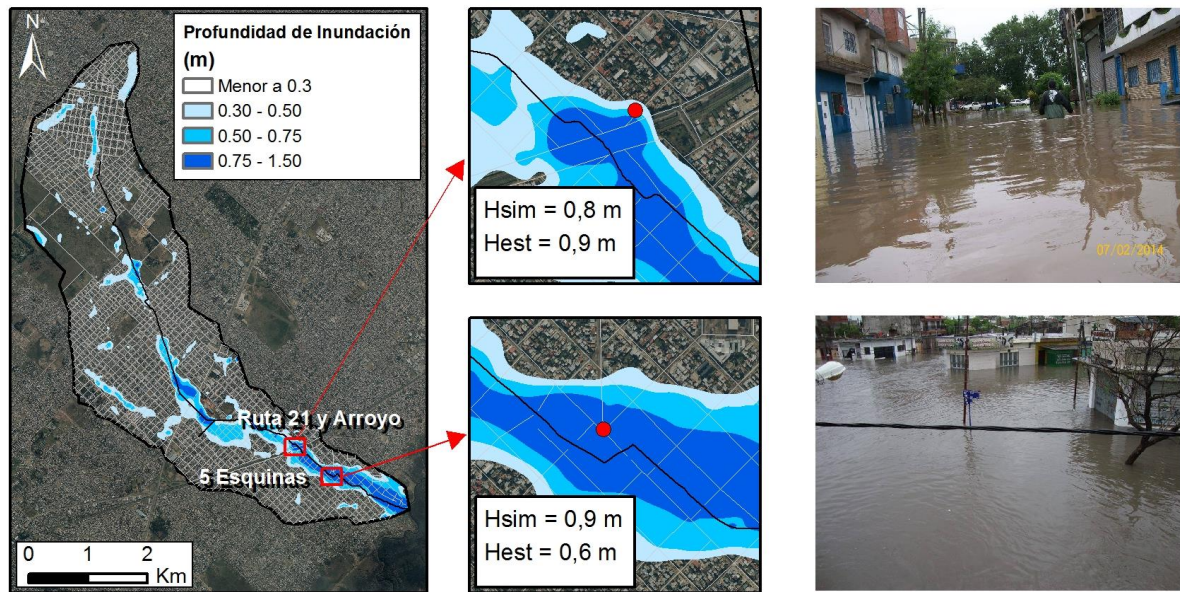 N
Profundidad de Inundación
(m)
Menor a 0.3
0.30 - 0.50
0.50 - 0.75
0.75 - 1.50
Ruta 21 y Arroyo
5 Esquinas
0 1 2
Km
Hsim = 0,8 m
Hest = 0,9 m
Hsim = 0,9 m
Hest = 0,6 m
07/02/2014